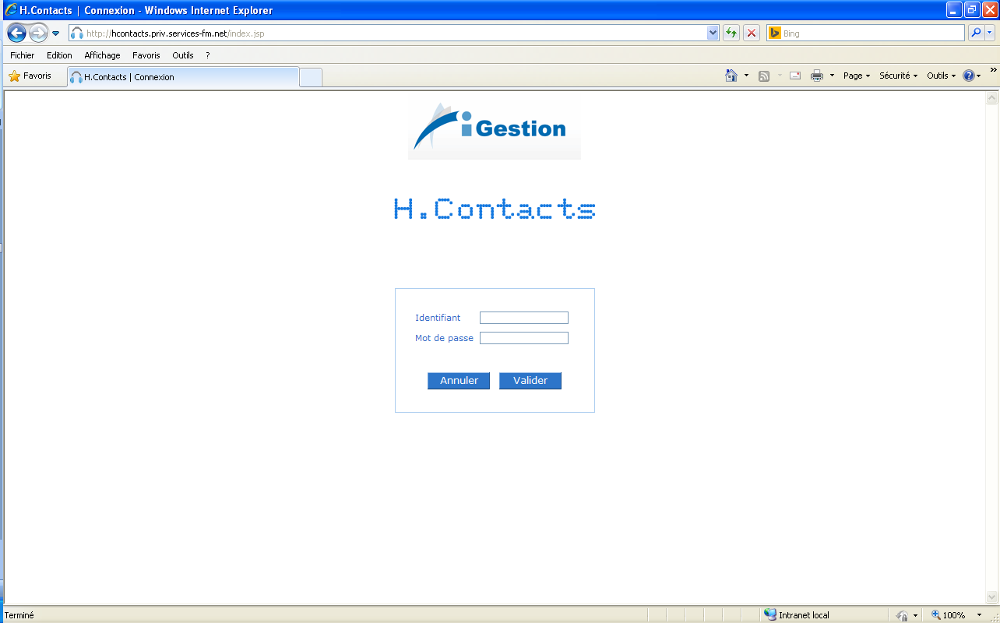 H.Contacts | Connexion - Windows Internet Explorer
http://hcontacts.priv.services-fm.net/index.jsp
Bing
Fichier Edition Affichage Favoris Outils ?
Favoris H.Contacts | Connexion Page Sécurité Outils ? »
iGestion
H.Contacts
Identifiant
Mot de passe
Annuler Valider
Terminé Intranet local 100%